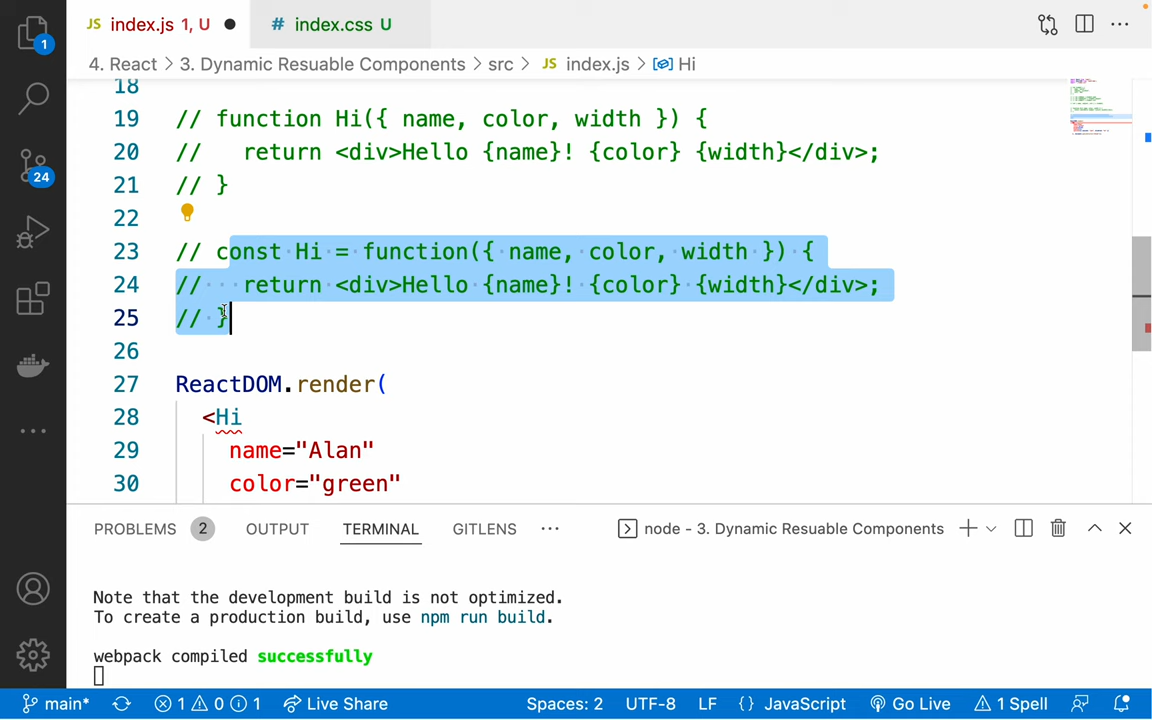 JS index.js 1, U ● # index.css U
4. React > 3. Dynamic Resuable Components > src > JS index.js > Hi
1
24
18
19 // function Hi({ name, color, width }) {
20 //   return <div>Hello {name}! {color} {width}</div>;
21 // }
22
23 // const·Hi·=·function({·name,·color,·width·})·{
24 //···return·<div>Hello·{name}!·{color}·{width}</div>;
25 //·}
26
27 ReactDOM.render(
28   <Hi
29     name="Alan"
30     color="green"
PROBLEMS 2 OUTPUT TERMINAL GITLENS ··· node - 3. Dynamic Resuable Components
Note that the development build is not optimized.
To create a production build, use npm run build.
webpack compiled successfully
main* 1 0 1 Live Share Spaces: 2 UTF-8 LF {} JavaScript Go Live 1 Spell